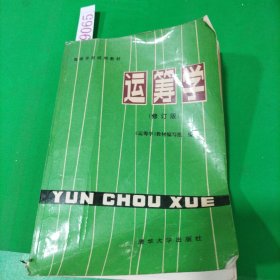 高等学校试用教材
运筹学
(修订版)
《运筹学》教材编写组 编
YUN CHOU XUE
清华大学出版社